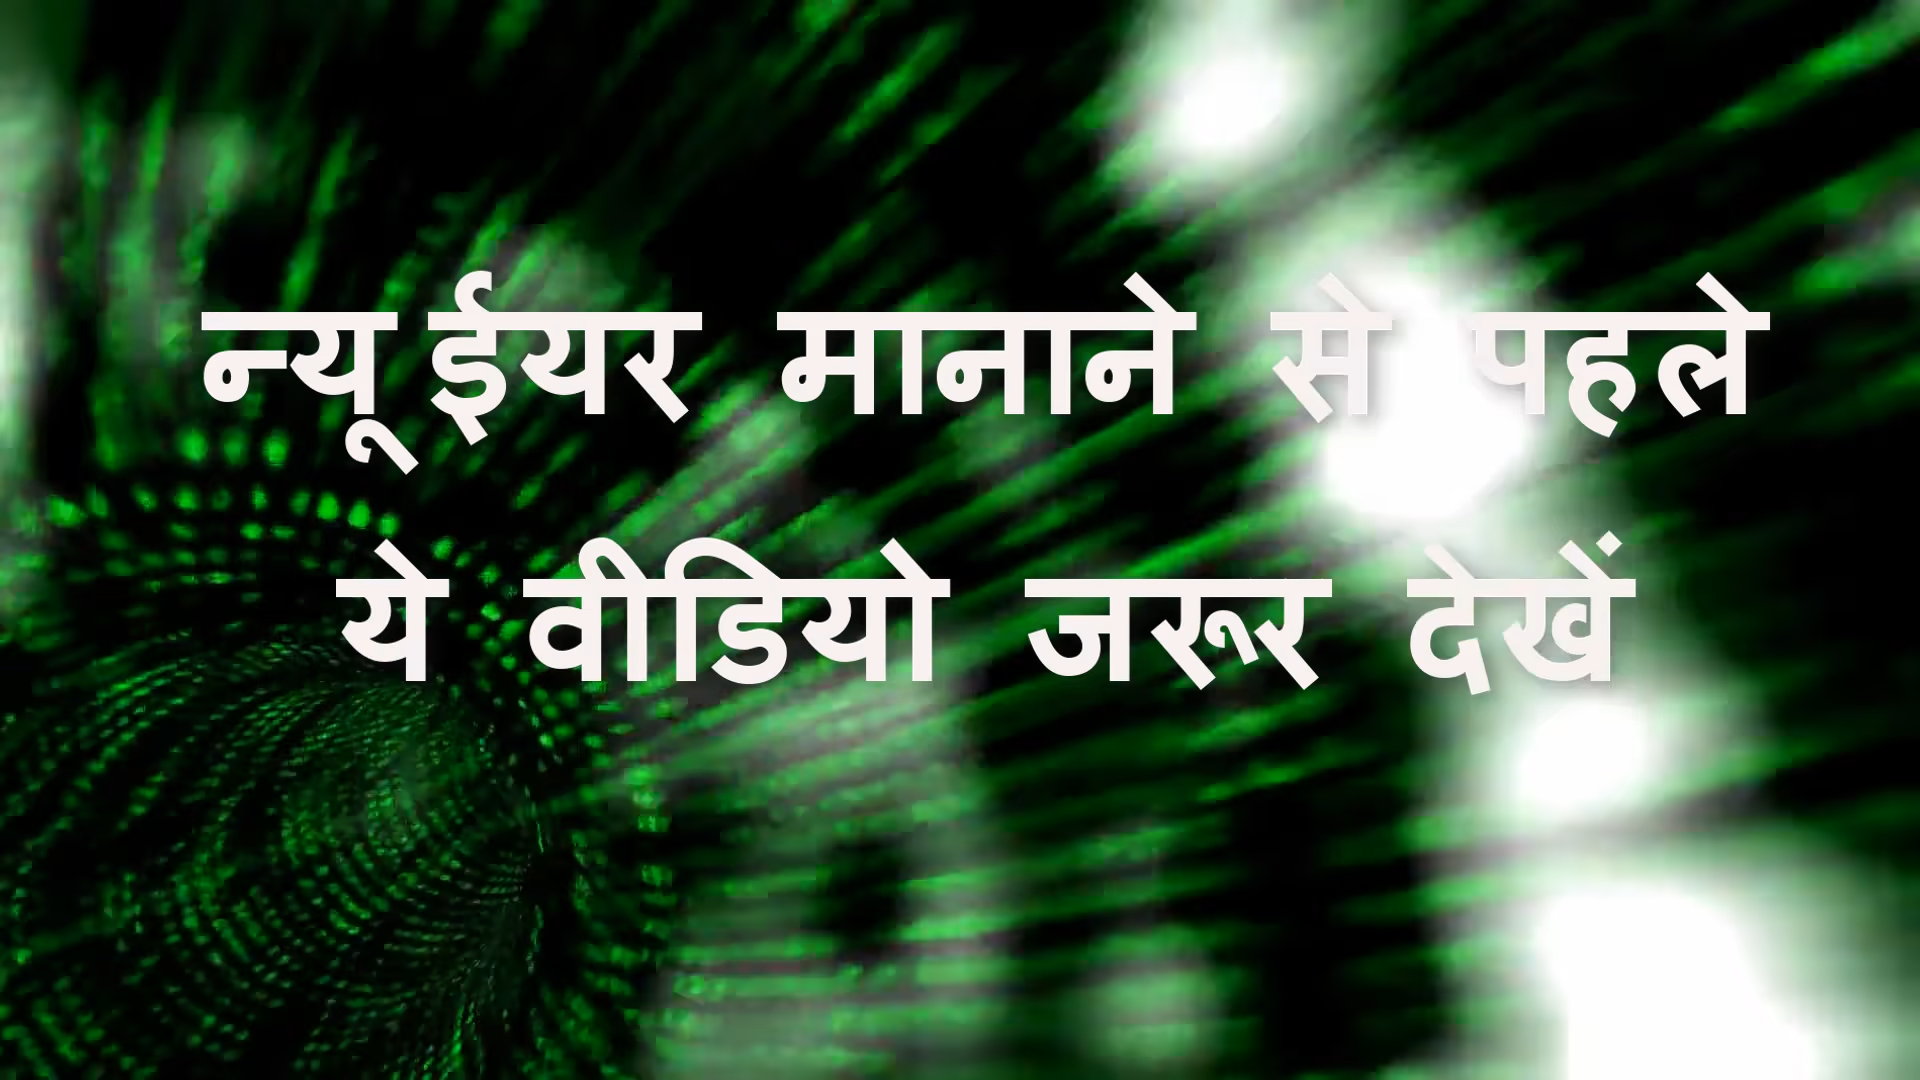 न्यू ईयर मानाने से पहले
ये वीडियो जरूर देखें